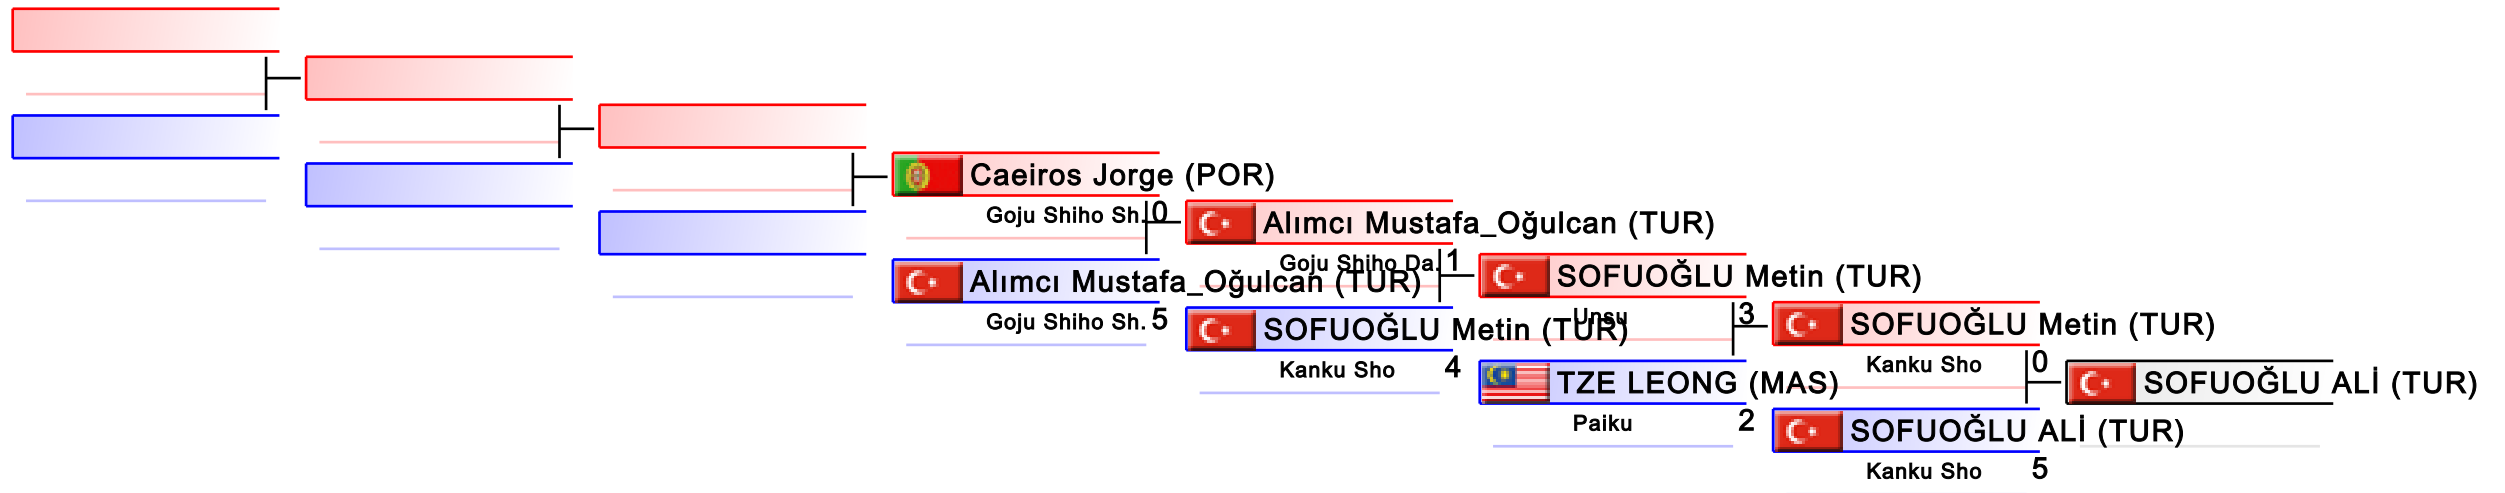 Caeiros Jorge (POR)
Goju Shiho Sh. 0
Alımcı Mustafa_Oğulcan (TUR)
Goju Shiho Sh. 5
Alımcı Mustafa_Oğulcan (TUR)
Goju Shiho Da. 1
SOFUOĞLU Metin (TUR)
Kanku Sho 4
SOFUOĞLU Metin (TUR)
Unsu 3
TZE LEONG (MAS)
Paiku 2
SOFUOĞLU Metin (TUR)
Kanku Sho 0
SOFUOĞLU ALİ (TUR)
Kanku Sho 5
SOFUOĞLU ALİ (TUR)